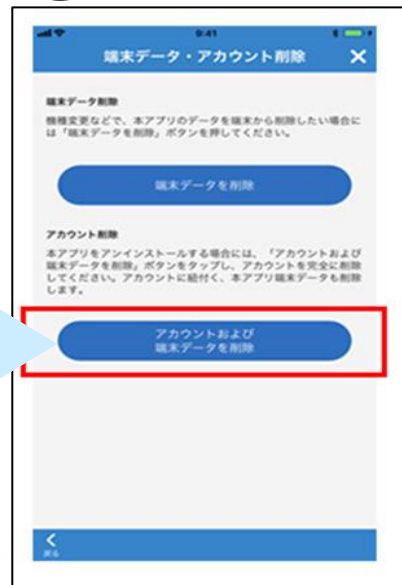 9:41
端末データ・アカウント削除 ×
端末データ削除
機種変更などで、本アプリのデータを端末から削除したい場合に
は「端末データを削除」ボタンを押してください。
端末データを削除
アカウント削除
本アプリをアンインストールする場合には、「アカウントおよび
端末データを削除」ボタンをタップし、アカウントを完全に削除
してください。アカウントに紐付く、本アプリ端末データも削除
します。
アカウントおよび
端末データを削除
戻る